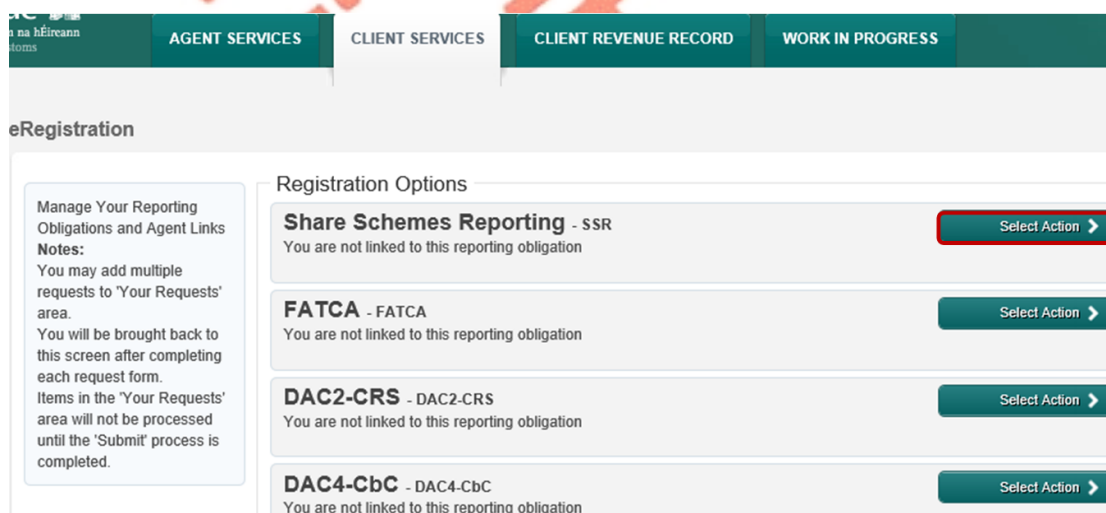 na hÉireann
AGENT SERVICES
CLIENT SERVICES
CLIENT REVENUE RECORD
WORK IN PROGRESS
eRegistration
Manage Your Reporting
Obligations and Agent Links
Notes:
You may add multiple
requests to 'Your Requests'
area.
You will be brought back to
this screen after completing
each request form.
Items in the 'Your Requests'
area will not be processed
until the 'Submit' process is
completed.
Registration Options
Share Schemes Reporting - SSR
You are not linked to this reporting obligation
Select Action
FATCA - FATCA
You are not linked to this reporting obligation
Select Action
DAC2-CRS - DAC2-CRS
You are not linked to this reporting obligation
Select Action
DAC4-CbC - DAC4-CbC
You are not linked to this reporting obligation
Select Action